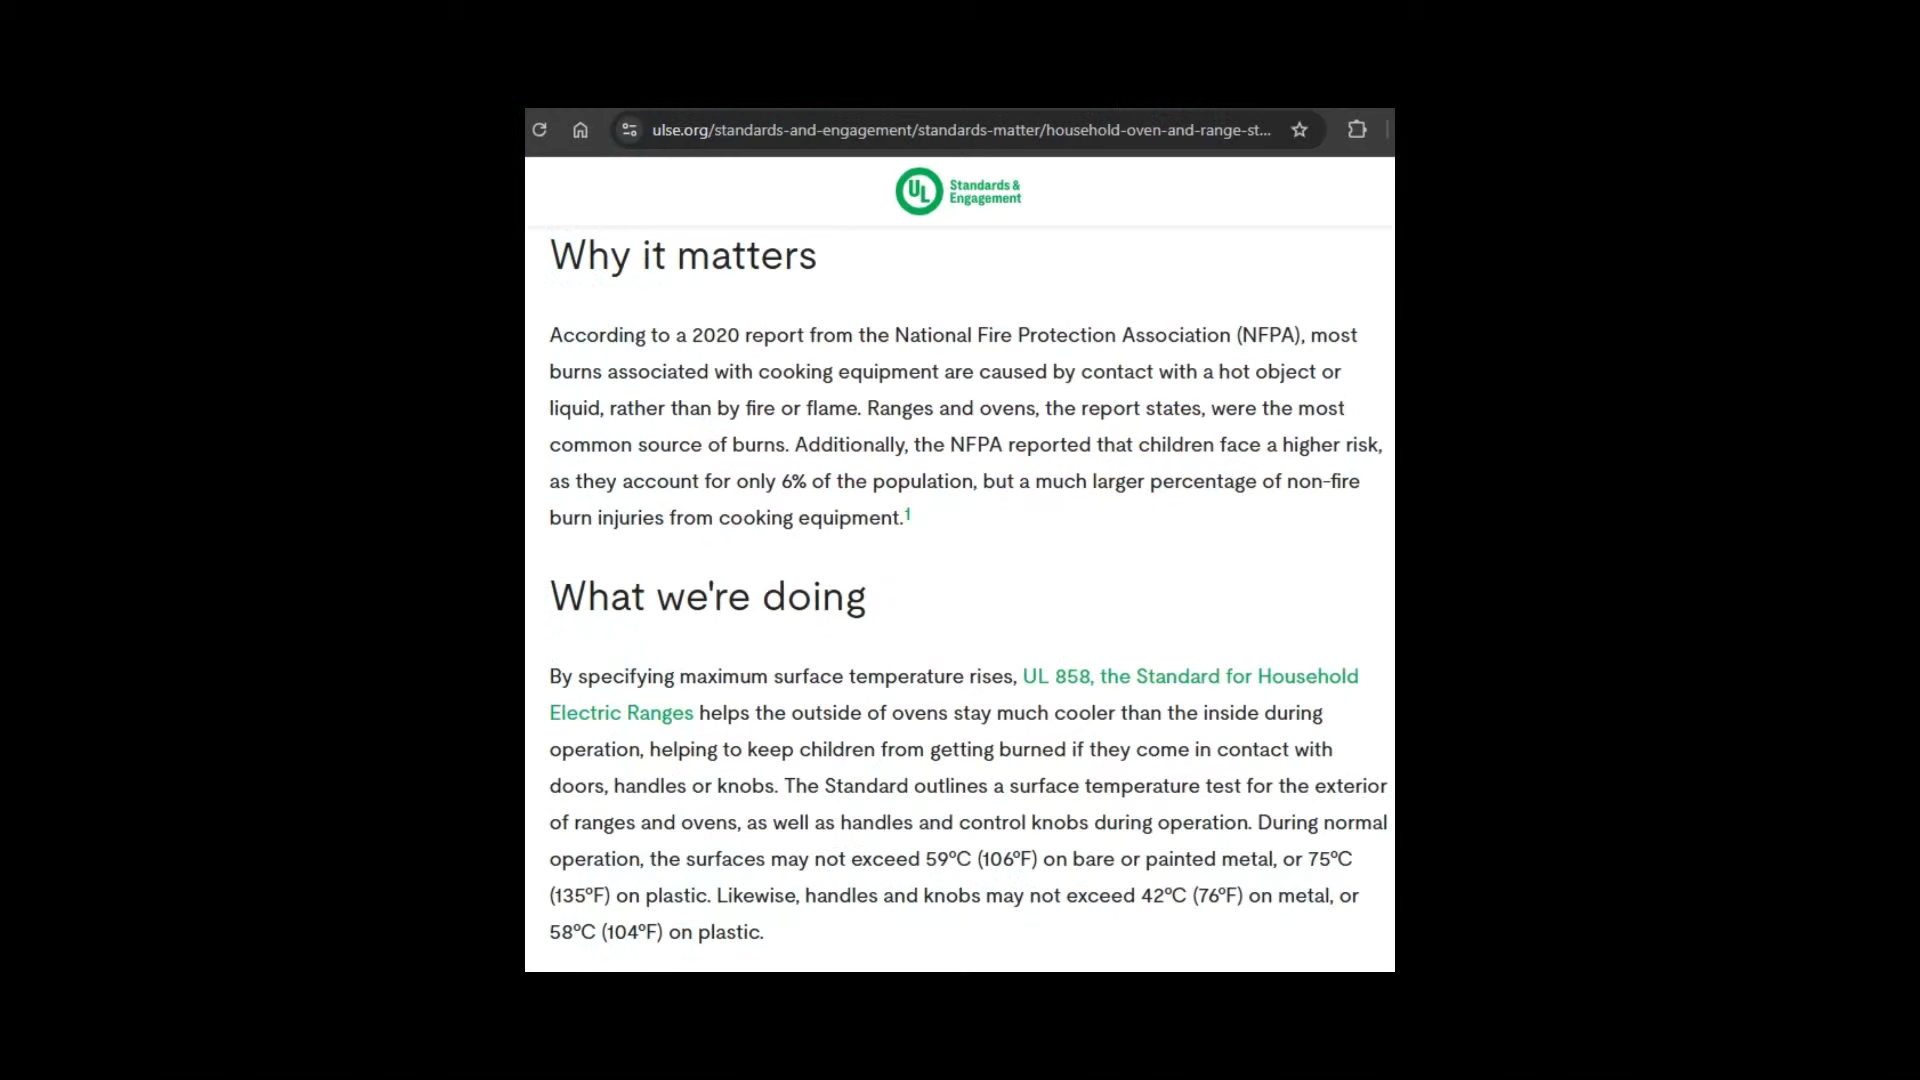 ulse.org/standards-and-engagement/standards-matter/household-oven-and-range-st...
UL Standards &
Engagement
Why it matters
According to a 2020 report from the National Fire Protection Association (NFPA), most
burns associated with cooking equipment are caused by contact with a hot object or
liquid, rather than by fire or flame. Ranges and ovens, the report states, were the most
common source of burns. Additionally, the NFPA reported that children face a higher risk,
as they account for only 6% of the population, but a much larger percentage of non-fire
burn injuries from cooking equipment.1
What we're doing
By specifying maximum surface temperature rises, UL 858, the Standard for Household
Electric Ranges helps the outside of ovens stay much cooler than the inside during
operation, helping to keep children from getting burned if they come in contact with
doors, handles or knobs. The Standard outlines a surface temperature test for the exterior
of ranges and ovens, as well as handles and control knobs during operation. During normal
operation, the surfaces may not exceed 59°C (106°F) on bare or painted metal, or 75°C
(135°F) on plastic. Likewise, handles and knobs may not exceed 42°C (76°F) on metal, or
58°C (104°F) on plastic.